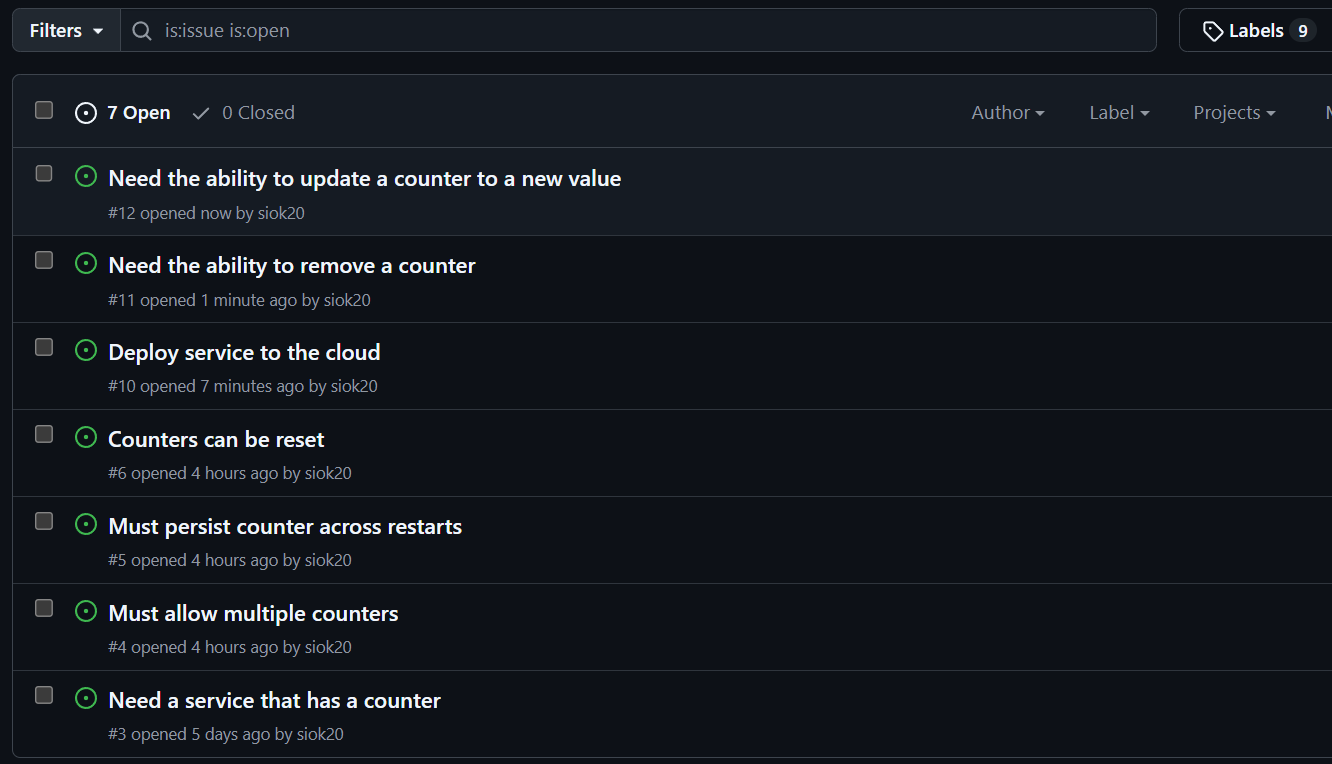 Filters is:issue is:open Labels 9
7 Open 0 Closed Author Label Projects
Need the ability to update a counter to a new value
#12 opened now by siok20
Need the ability to remove a counter
#11 opened 1 minute ago by siok20
Deploy service to the cloud
#10 opened 7 minutes ago by siok20
Counters can be reset
#6 opened 4 hours ago by siok20
Must persist counter across restarts
#5 opened 4 hours ago by siok20
Must allow multiple counters
#4 opened 4 hours ago by siok20
Need a service that has a counter
#3 opened 5 days ago by siok20